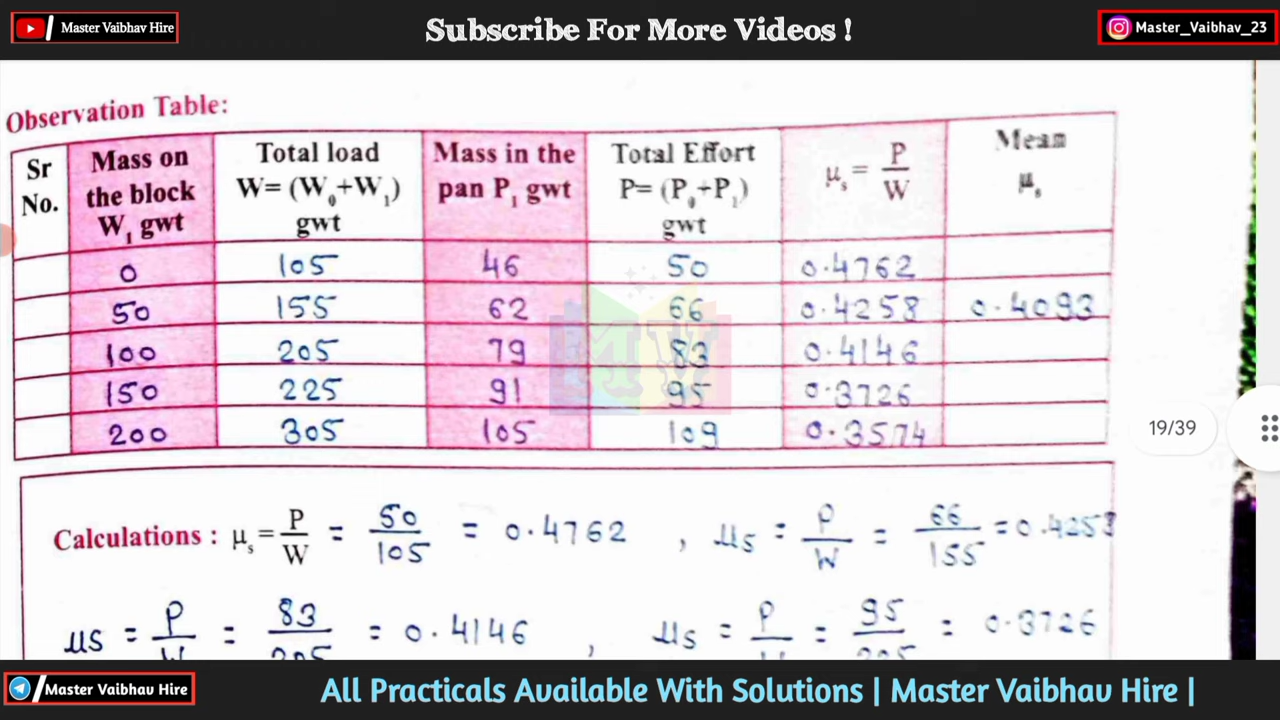 Master Vaibhav Hire
Subscribe For More Videos !
Master_Vaibhav_23
Observation Table:
Sr No. | Mass on the block W₁ gwt | Total load W= (W₀+W₁) gwt | Mass in the pan P₁ gwt | Total Effort P= (P₀+P₁) gwt | μₛ = P/W | Mean μₛ
0 | 105 | 46 | 50 | 0.4762
50 | 155 | 62 | 66 | 0.4258 | 0.4093
100 | 205 | 79 | 83 | 0.4146
150 | 225 | 91 | 95 | 0.3726
200 | 305 | 105 | 109 | 0.3574
MV
19/39
Calculations : μₛ = P/W = 50/105 = 0.4762 , μs = P/W = 66/155 = 0.4258
μs = P/W = 83/205 = 0.4146 , μs = P/W = 95/225 = 0.3726
Master Vaibhav Hire
All Practicals Available With Solutions | Master Vaibhav Hire |